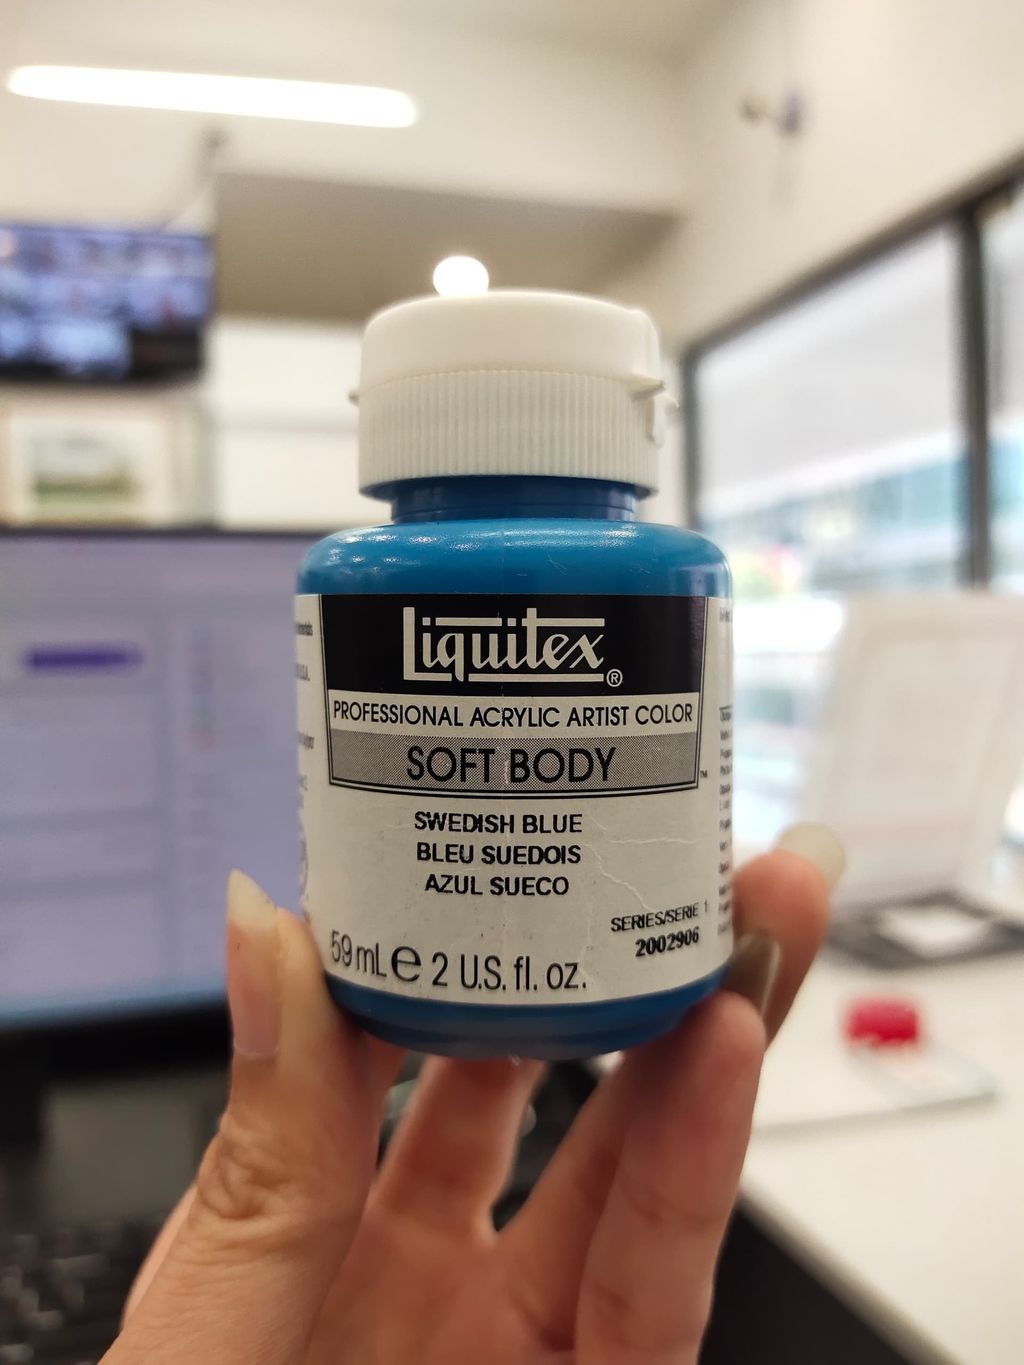 Liquitex®
PROFESSIONAL ACRYLIC ARTIST COLOR
SOFT BODY™
SWEDISH BLUE
BLEU SUEDOIS
AZUL SUECO
SERIES/SERIE 1
2002906
59 mL e 2 U.S. fl. oz.